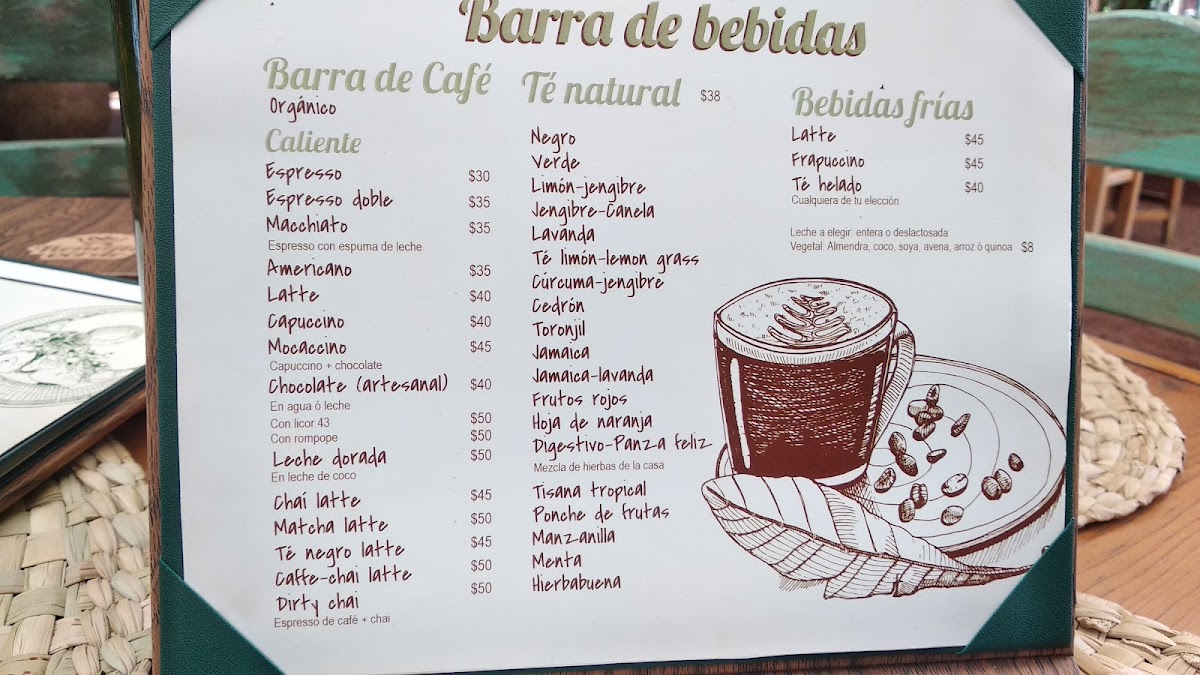 Barra de bebidas
Barra de Café
Orgánico
Caliente
Espresso $30
Espresso doble $35
Macchiato $35
Espresso con espuma de leche
Americano $35
Latte $40
Capuccino $40
Mocaccino $45
Capuccino + chocolate
Chocolate (artesanal) $40
En agua ó leche
Con licor 43 $50
Con rompope $50
Leche dorada $50
En leche de coco
Chaí latte $45
Matcha latte $50
Té negro latte $45
Caffe-chai latte $50
Dirty chai $50
Espresso de café + chai
Té natural $38
Negro
Verde
Limón-jengibre
Jengibre-Canela
Lavanda
Té limón-lemon grass
Cúrcuma-jengibre
Cedrón
Toronjil
Jamaica
Jamaica-lavanda
Frutos rojos
Hoja de naranja
Digestivo-Panza feliz
Mezcla de hierbas de la casa
Tisana tropical
Ponche de frutas
Manzanilla
Menta
Hierbabuena
Bebidas frías
Latte $45
Frapuccino $45
Té helado $40
Cualquiera de tu elección
Leche a elegir: entera o deslactosada
Vegetal: Almendra, coco, soya, avena, arroz ó quinoa $8